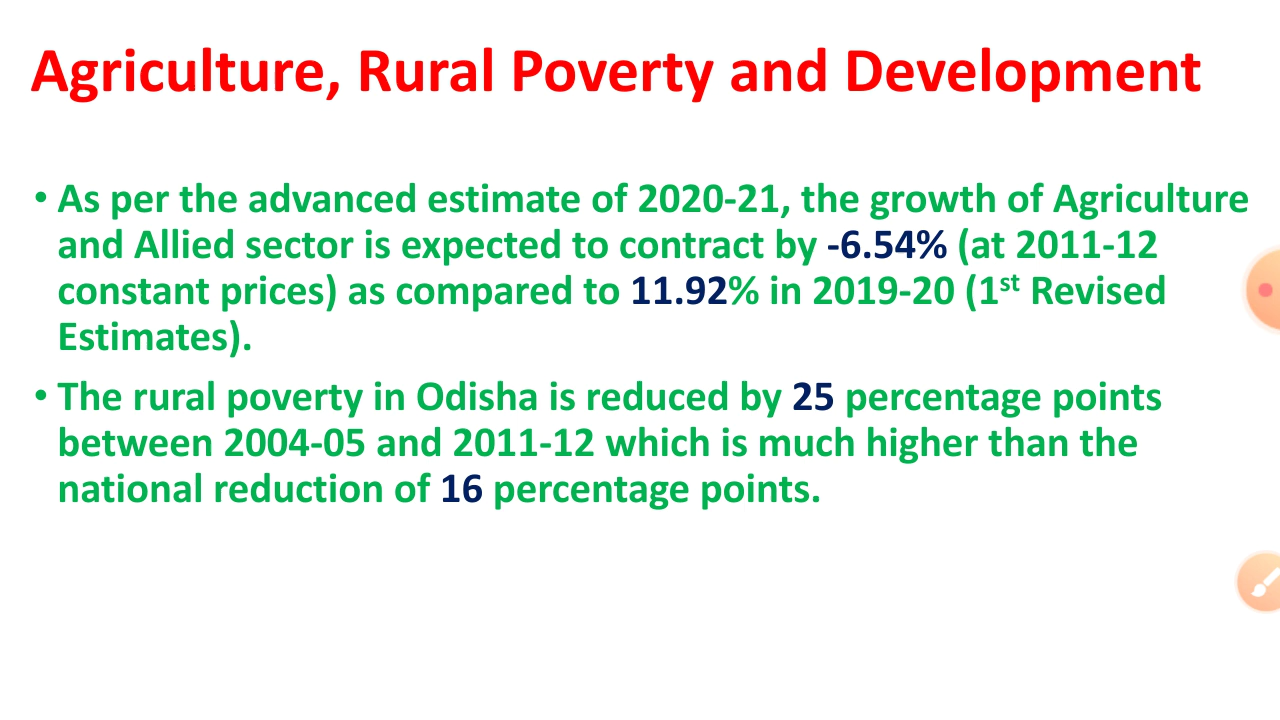 Agriculture, Rural Poverty and Development
• As per the advanced estimate of 2020-21, the growth of Agriculture
and Allied sector is expected to contract by -6.54% (at 2011-12
constant prices) as compared to 11.92% in 2019-20 (1st Revised
Estimates).
• The rural poverty in Odisha is reduced by 25 percentage points
between 2004-05 and 2011-12 which is much higher than the
national reduction of 16 percentage points.